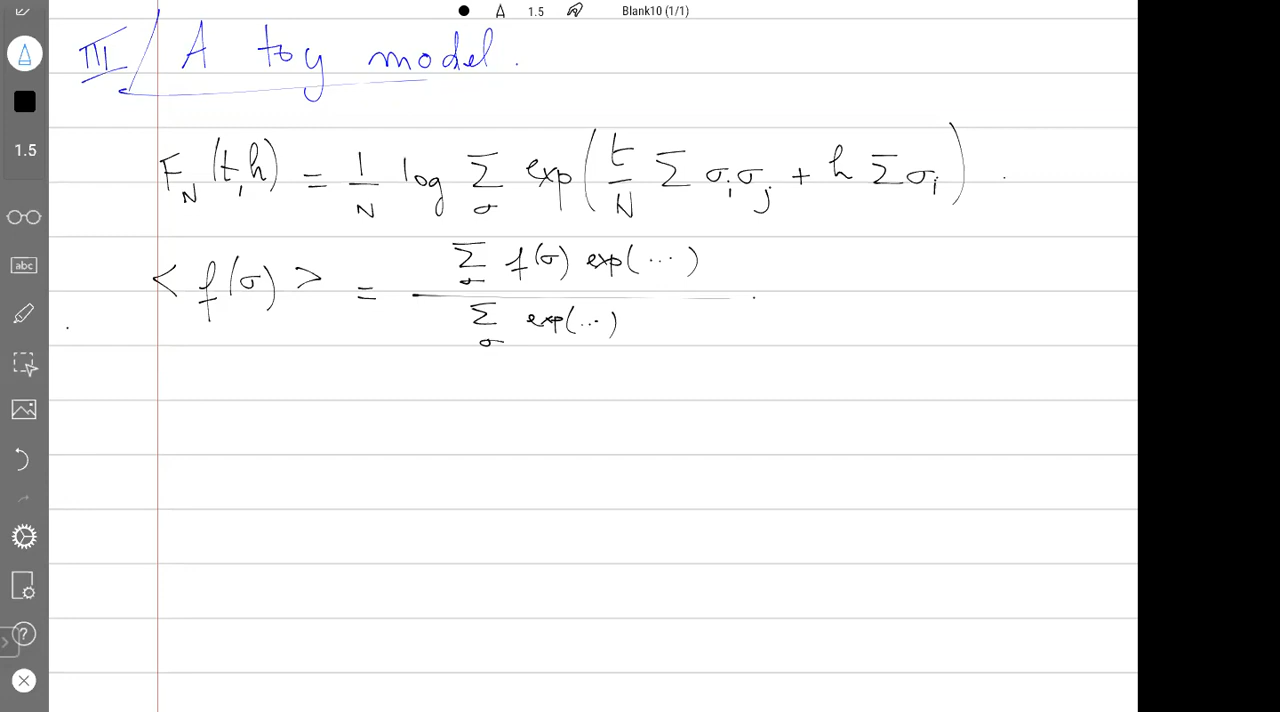 1.5 Blank10 (1/1)
III / A toy model.
1.5
F_N(t,h) = 1/N log Σ_σ exp(t/N Σ σ_i σ_j + h Σ σ_i).
abc
< f(σ) > = Σ_σ f(σ) exp(...) / Σ_σ exp(...).
?